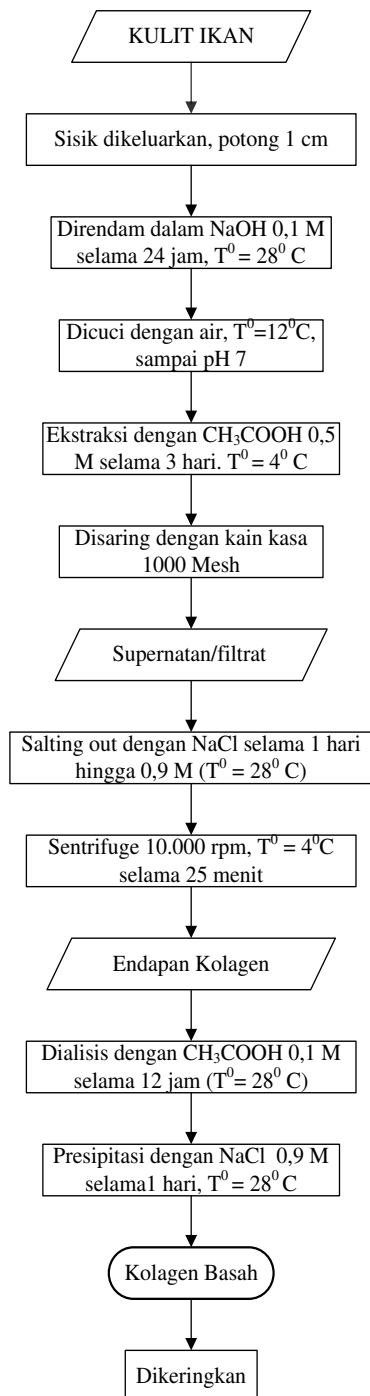 KULIT IKAN
Sisik dikeluarkan, potong 1 cm
Direndam dalam NaOH 0,1 M
selama 24 jam, T⁰ = 28⁰ C
Dicuci dengan air, T⁰=12⁰C,
sampai pH 7
Ekstraksi dengan CH₃COOH 0,5
M selama 3 hari. T⁰ = 4⁰ C
Disaring dengan kain kasa
1000 Mesh
Supernatan/filtrat
Salting out dengan NaCl selama 1 hari
hingga 0,9 M (T⁰ = 28⁰ C)
Sentrifuge 10.000 rpm, T⁰ = 4⁰C
selama 25 menit
Endapan Kolagen
Dialisis dengan CH₃COOH 0,1 M
selama 12 jam (T⁰= 28⁰ C)
Presipitasi dengan NaCl 0,9 M
selama1 hari, T⁰ = 28⁰ C
Kolagen Basah
Dikeringkan